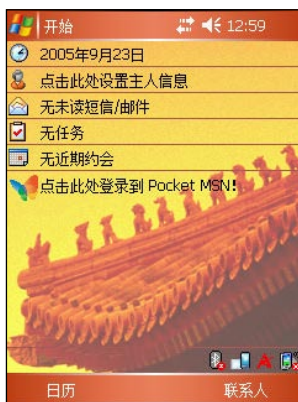 开始 12:59
2005年9月23日
点击此处设置主人信息
无未读短信/邮件
无任务
无近期约会
点击此处登录到 Pocket MSN!
日历 联系人